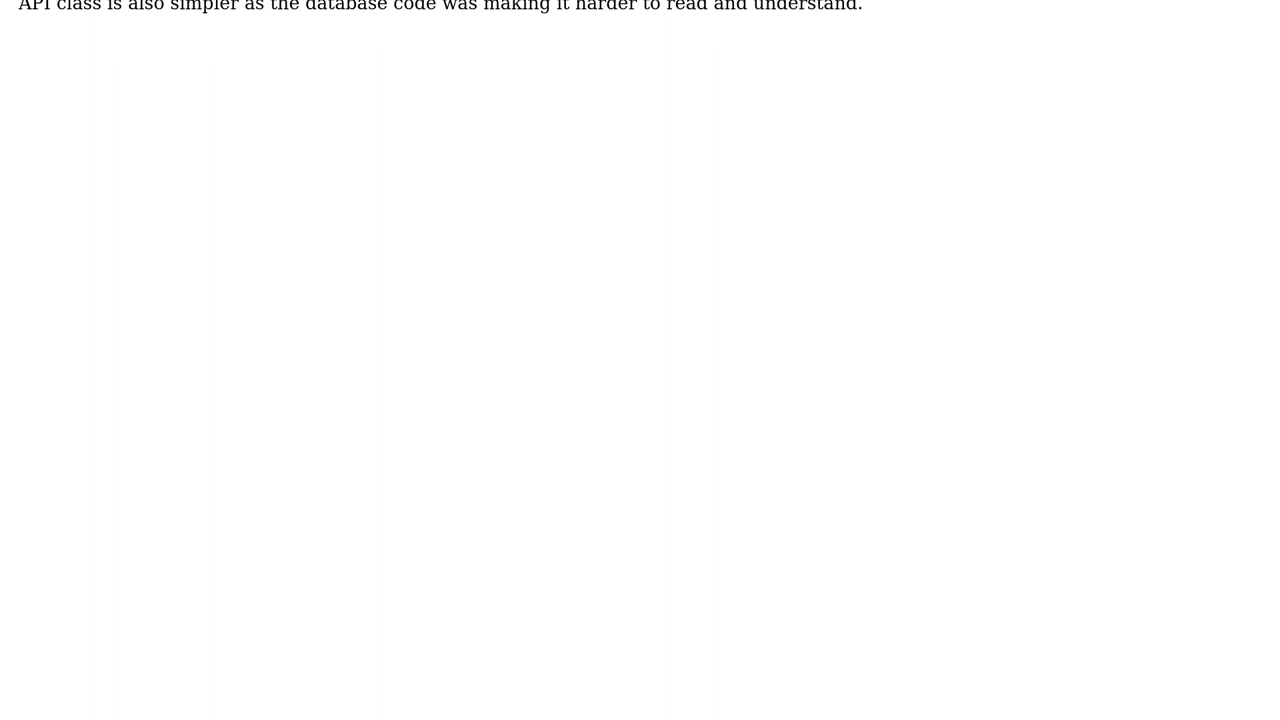 API class is also simpler as the database code was making it harder to read and understand.